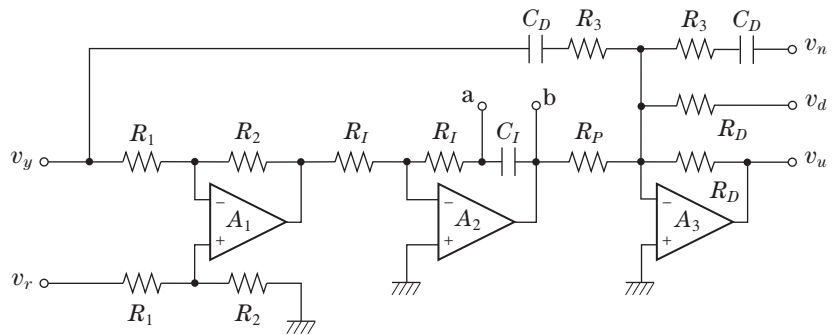 C_D R_3 R_3 C_D v_n
a b v_d
R_1 R_2 R_I R_I C_I R_P R_D
v_y v_u
R_D
− − −
A_1 A_2 A_3
+ + +
v_r
R_1 R_2